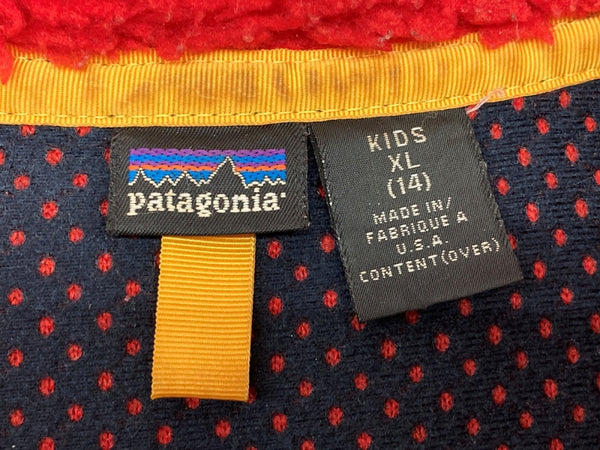 patagonia®
KIDS
XL
(14)
MADE IN/
FABRIQUE A
U.S.A.
CONTENT(OVER)